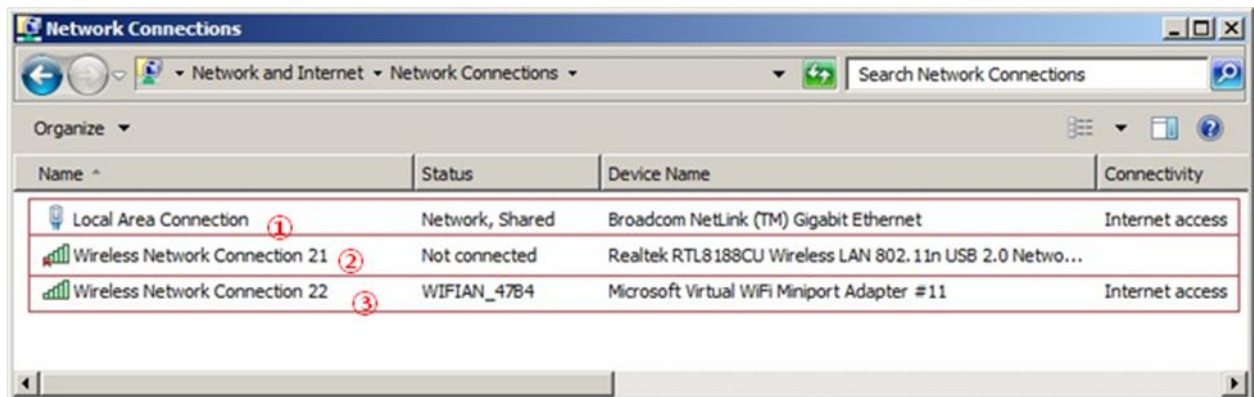 Network Connections
Network and Internet Network Connections Search Network Connections
Organize
Name Status Device Name Connectivity
Local Area Connection ① Network, Shared Broadcom NetLink (TM) Gigabit Ethernet Internet access
Wireless Network Connection 21 ② Not connected Realtek RTL8188CU Wireless LAN 802.11n USB 2.0 Netwo...
Wireless Network Connection 22 ③ WIFIAN_47B4 Microsoft Virtual WiFi Miniport Adapter #11 Internet access